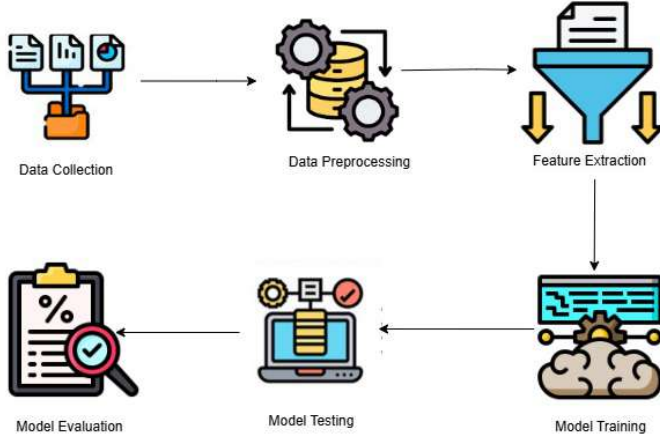 Data Collection
Data Preprocessing
Feature Extraction
%
Model Evaluation
Model Testing
Model Training